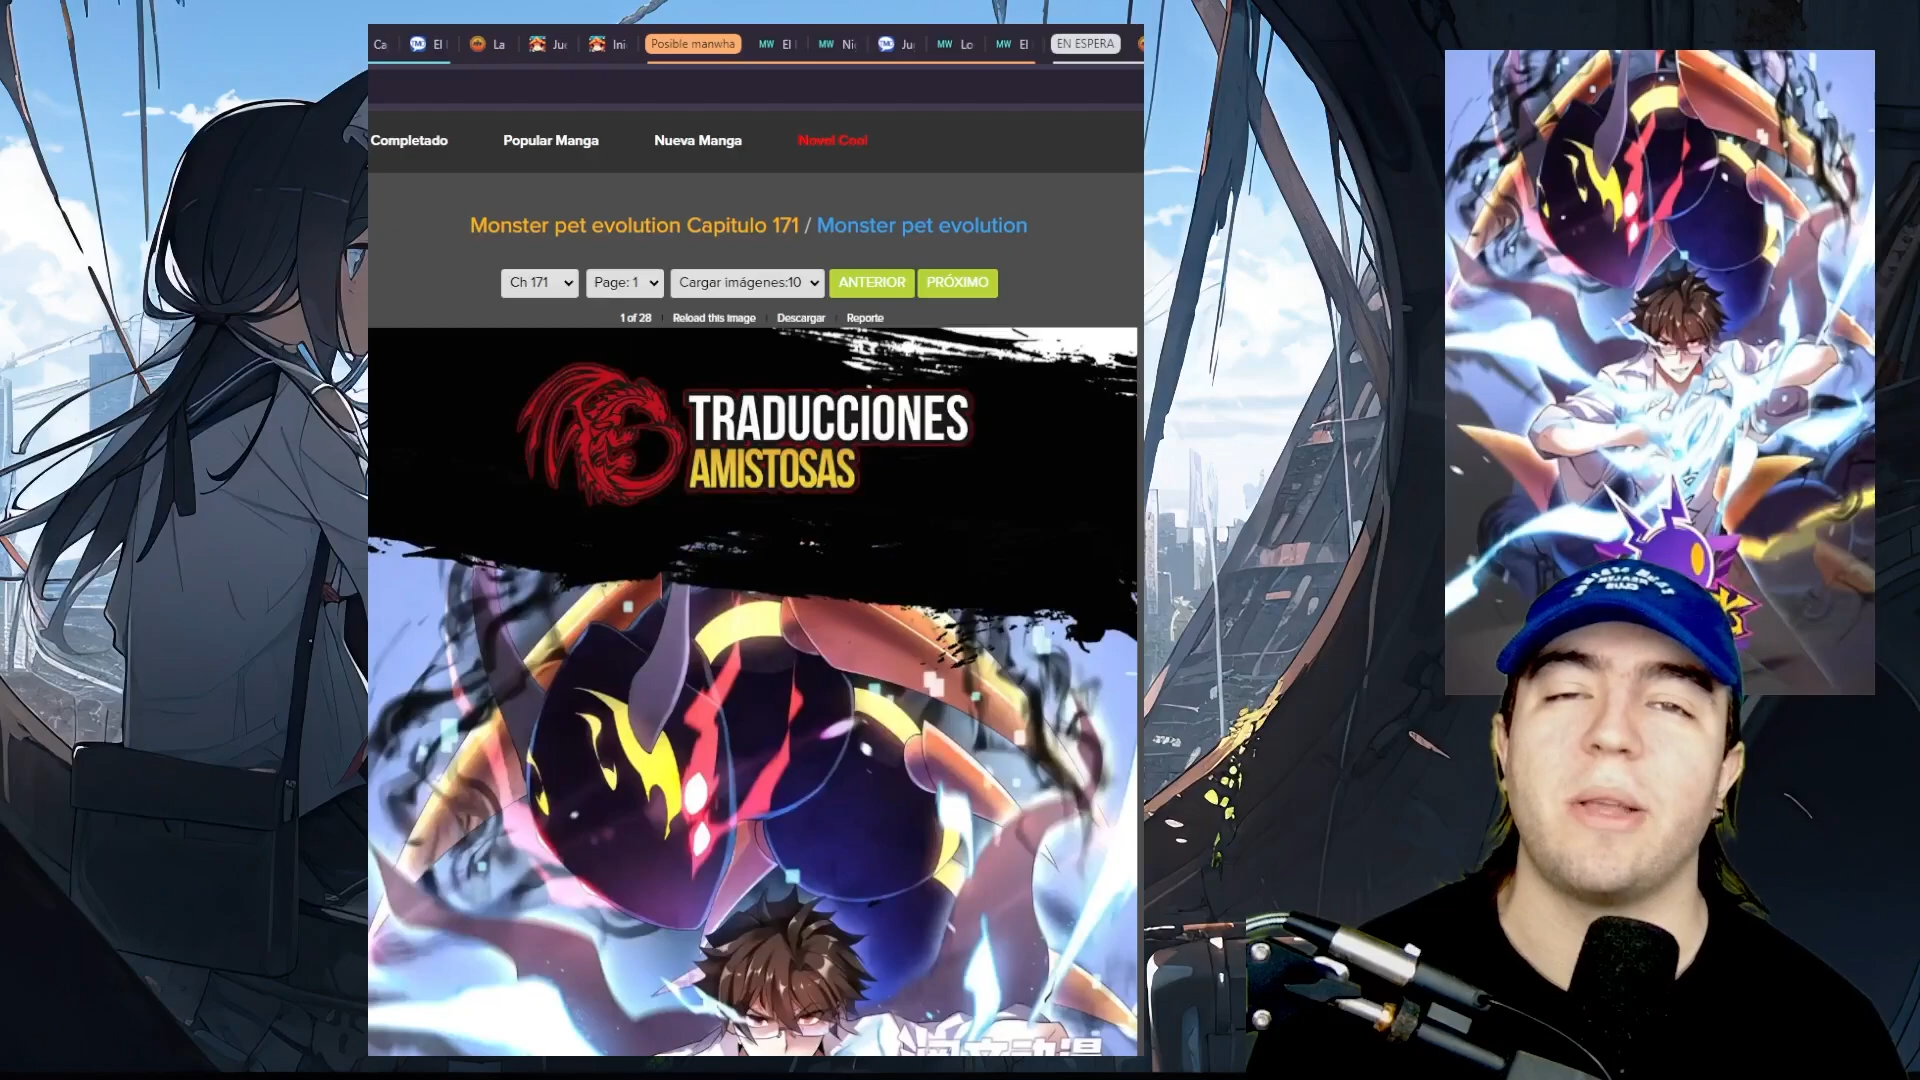 Ca El La Ju Ini Posible manwha MW El MW Ni Ju MW Lo MW El EN ESPERA
Completado Popular Manga Nueva Manga Novel Cool
Monster pet evolution Capitulo 171 / Monster pet evolution
Ch 171 Page: 1 Cargar imágenes:10 ANTERIOR PRÓXIMO
1 of 28 Reload this image Descargar Reporte
TRADUCCIONES
AMISTOSAS